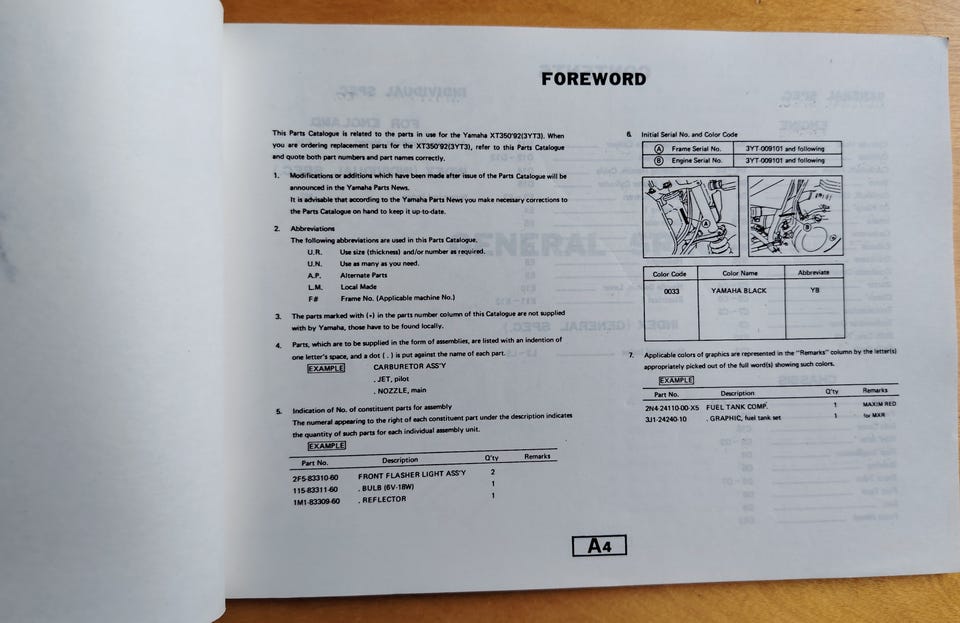 FOREWORD
This Parts Catalogue is related to the parts in use for the Yamaha XT350'92(3YT3). When
you are ordering replacement parts for the XT350'92(3YT3), refer to this Parts Catalogue
and quote both part numbers and part names correctly.
1. Modifications or additions which have been made after issue of the Parts Catalogue will be
announced in the Yamaha Parts News.
It is advisable that according to the Yamaha Parts News you make necessary corrections to
the Parts Catalogue on hand to keep it up-to-date.
2. Abbreviations
The following abbreviations are used in this Parts Catalogue.
U.R. Use size (thickness) and/or number as required.
U.N. Use as many as you need.
A.P. Alternate Parts
L.M. Local Made
F# Frame No. (Applicable machine No.)
3. The parts marked with (*) in the parts number column of this Catalogue are not supplied
with by Yamaha, those have to be found locally.
4. Parts, which are to be supplied in the form of assemblies, are listed with an indention of
one letter's space, and a dot ( . ) is put against the name of each part.
EXAMPLE CARBURETOR ASS'Y
. JET, pilot
. NOZZLE, main
5. Indication of No. of constituent parts for assembly
The numeral appearing to the right of each constituent part under the description indicates
the quantity of such parts for each individual assembly unit.
EXAMPLE
Part No. Description Q'ty Remarks
2F5-83310-60 FRONT FLASHER LIGHT ASS'Y 2
115-83311-60 . BULB (6V-18W) 1
1M1-83309-60 . REFLECTOR 1
6. Initial Serial No. and Color Code
A Frame Serial No. 3YT-009101 and following
B Engine Serial No. 3YT-009101 and following
A
B
Color Code Color Name Abbreviate
0033 YAMAHA BLACK YB
7. Applicable colors of graphics are represented in the "Remarks" column by the letter(s)
appropriately picked out of the full word(s) showing such colors.
EXAMPLE
Part No. Description Q'ty Remarks
2N4-24110-00-X5 FUEL TANK COMP. 1 MAXIM RED
3J1-24240-10 . GRAPHIC, fuel tank set 1 for MXR
A4